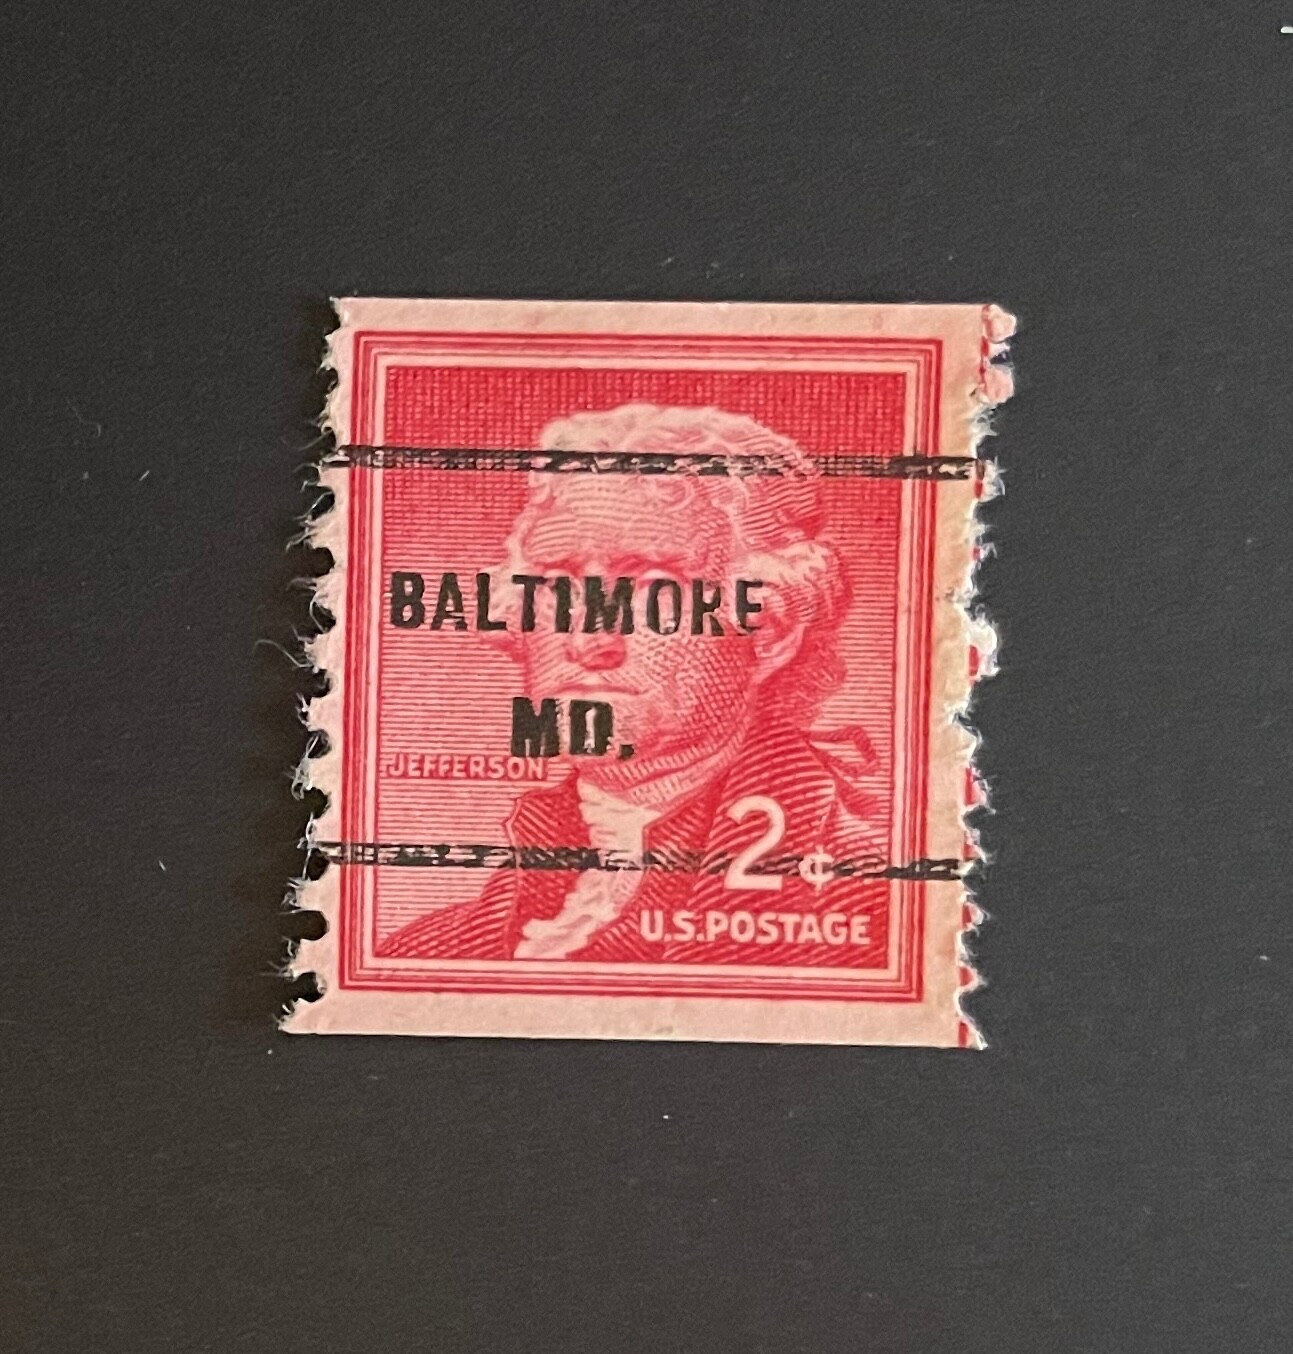 BALTIMORE
MD.
JEFFERSON
2¢
U.S.POSTAGE